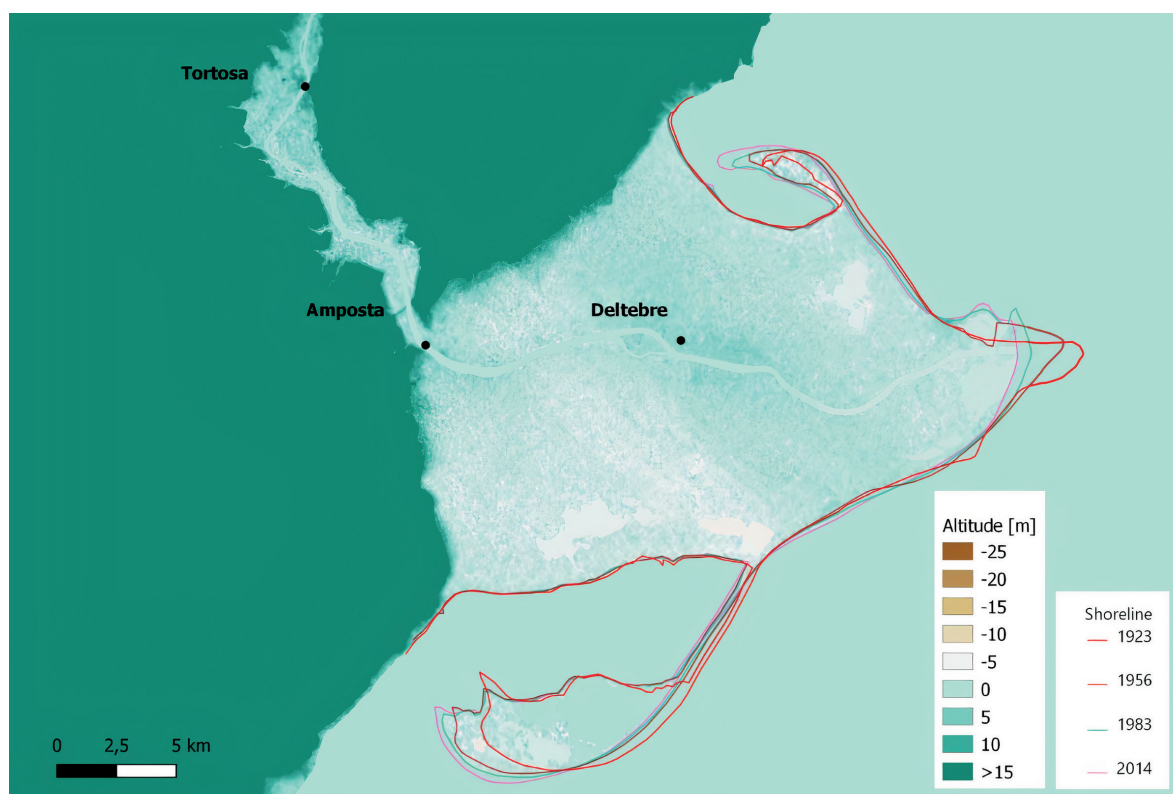 Tortosa
Amposta
Deltebre
0 2,5 5 km
Altitude [m]
-25
-20
-15
-10
-5
0
5
10
>15
Shoreline
1923
1956
1983
2014